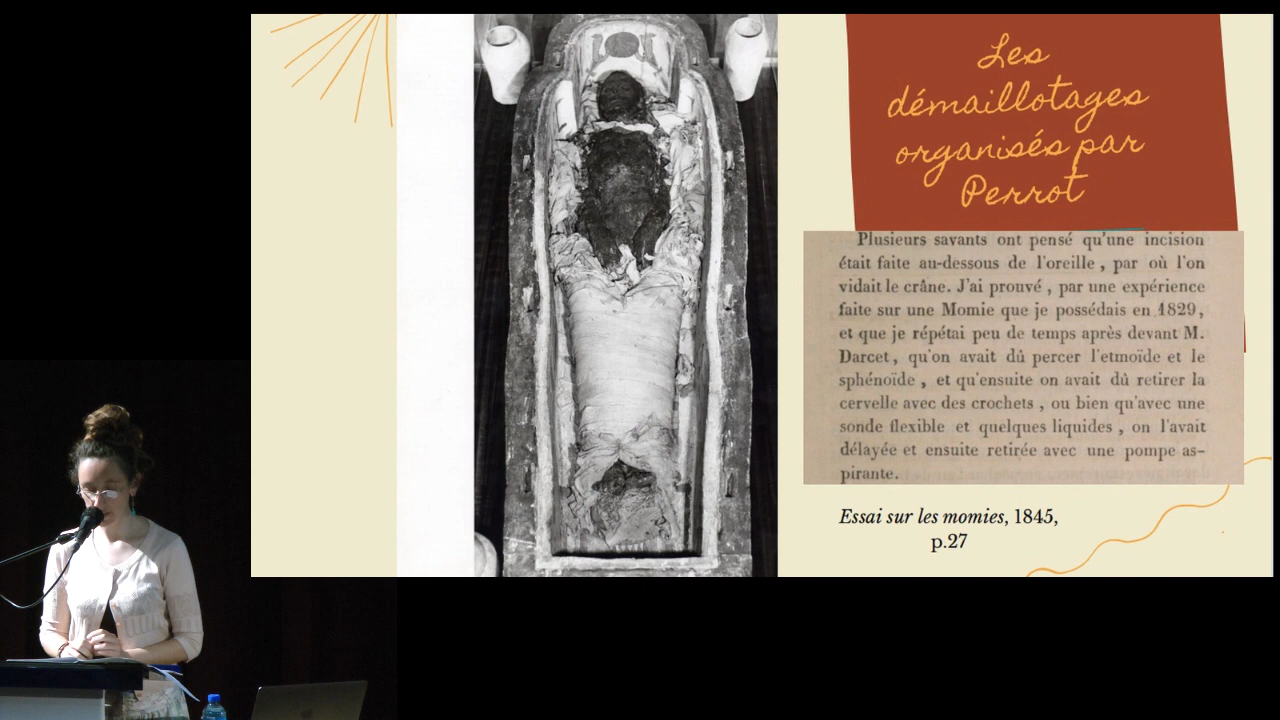 Les
démaillotages
organisés par
Perrot
Plusieurs savants ont pensé qu'une incision
était faite au-dessous de l'oreille, par où l'on
vidait le crâne. J'ai prouvé, par une expérience
faite sur une Momie que je possédais en 1829,
et que je répétai peu de temps après devant M.
Darcet, qu'on avait dû percer l'etmoïde et le
sphénoïde, et qu'ensuite on avait dû retirer la
cervelle avec des crochets, ou bien qu'avec une
sonde flexible et quelques liquides, on l'avait
délayée et ensuite retirée avec une pompe as-
pirante.
Essai sur les momies, 1845,
p.27